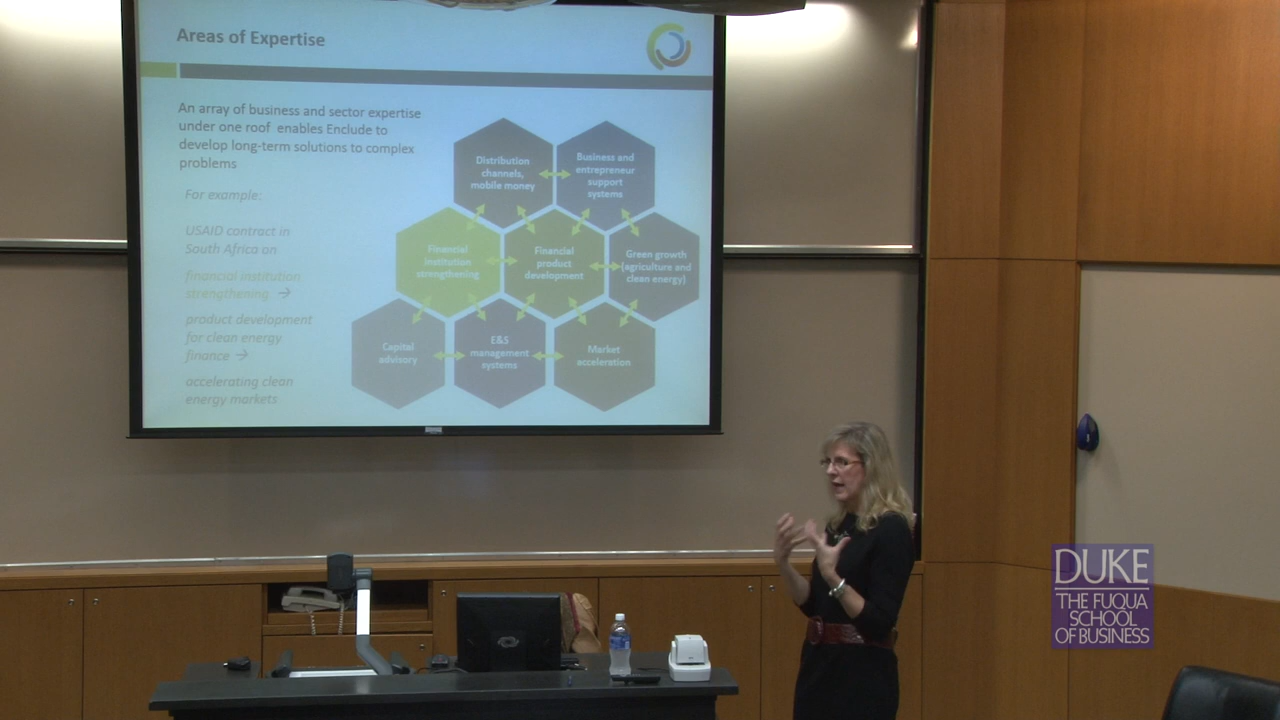 Areas of Expertise
An array of business and sector expertise
under one roof enables Enclude to
develop long-term solutions to complex
problems
For example:
USAID contract in
South Africa on
financial institution
strengthening →
product development
for clean energy
finance →
accelerating clean
energy markets
Distribution
channels,
mobile money
Business and
entrepreneur
support
systems
Financial
institution
strengthening
Financial
product
development
Green growth
(agriculture and
clean energy)
Capital
advisory
E&S
management
systems
Market
acceleration
DUKE
THE FUQUA
SCHOOL
OF BUSINESS